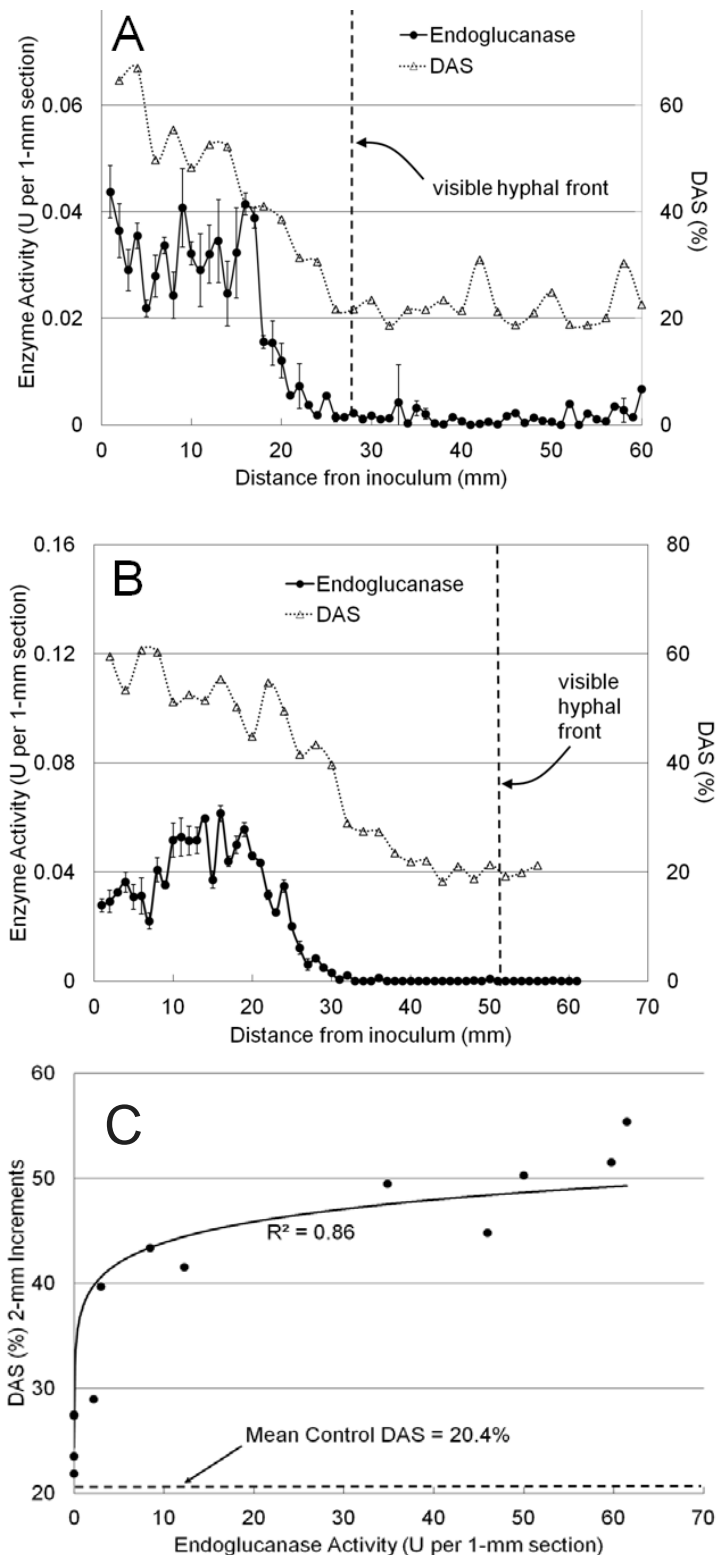 A
Endoglucanase
DAS
visible hyphal front
Enzyme Activity (U per 1-mm section)
0.06
0.04
0.02
0
DAS (%)
60
40
20
0
0 10 20 30 40 50 60
Distance fron inoculum (mm)
B
Endoglucanase
DAS
visible
hyphal
front
Enzyme Activity (U per 1-mm section)
0.16
0.12
0.08
0.04
0
DAS (%)
80
60
40
20
0
0 10 20 30 40 50 60 70
Distance from inoculum (mm)
C
R² = 0.86
Mean Control DAS = 20.4%
DAS (%) 2-mm Increments
60
50
40
30
20
0 10 20 30 40 50 60 70
Endoglucanase Activity (U per 1-mm section)